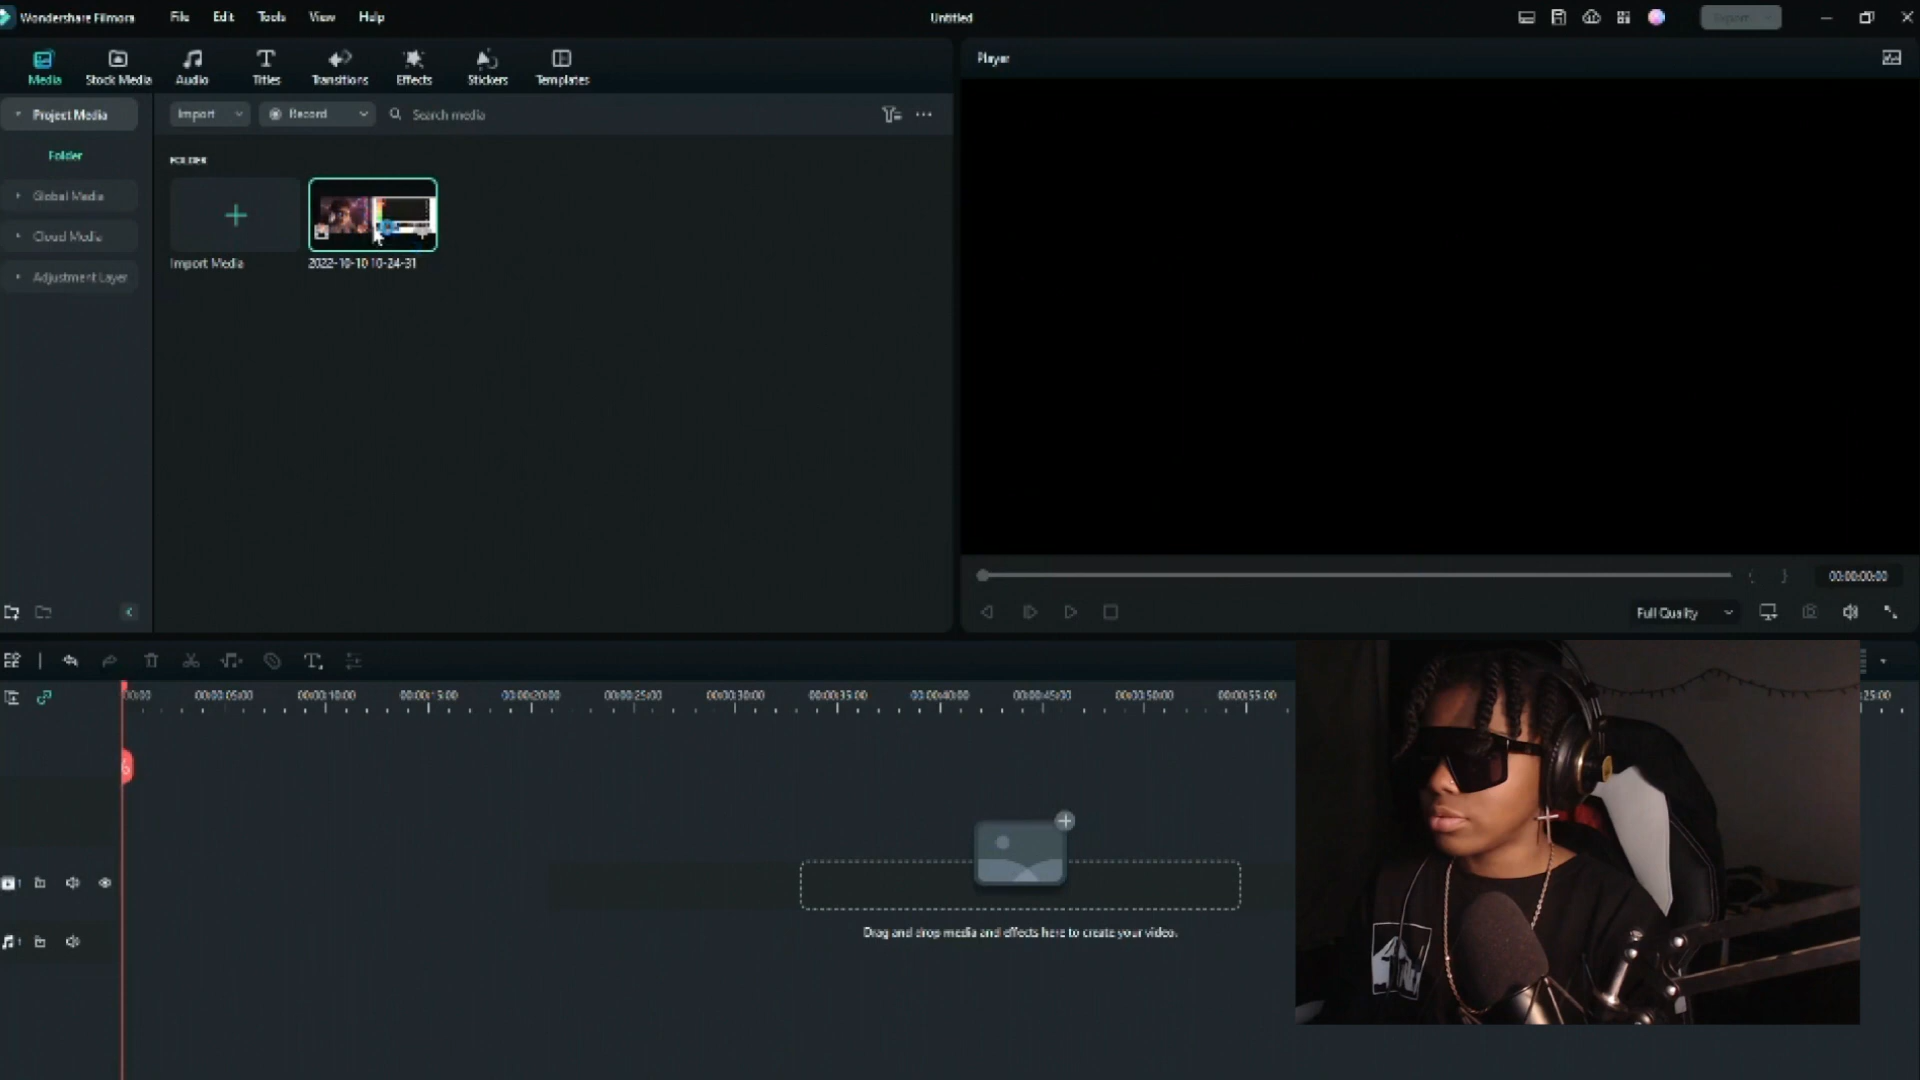 Wondershare Filmora File Edit Tools View Help Untitled Export
Media Stock Media Audio Titles Transitions Effects Stickers Templates
Player
Project Media
Import Record Search media
Folder
FOLDER
Global Media
Cloud Media
Adjustment Layer
Import Media 2022-10-10 10-24-31
00:00:00:00
Full Quality
00:00 00:00:05:00 00:00:10:00 00:00:15:00 00:00:20:00 00:00:25:00 00:00:30:00 00:00:35:00 00:00:40:00 00:00:45:00 00:00:50:00 00:00:55:00 25:00
1
1
Drag and drop media and effects here to create your video.